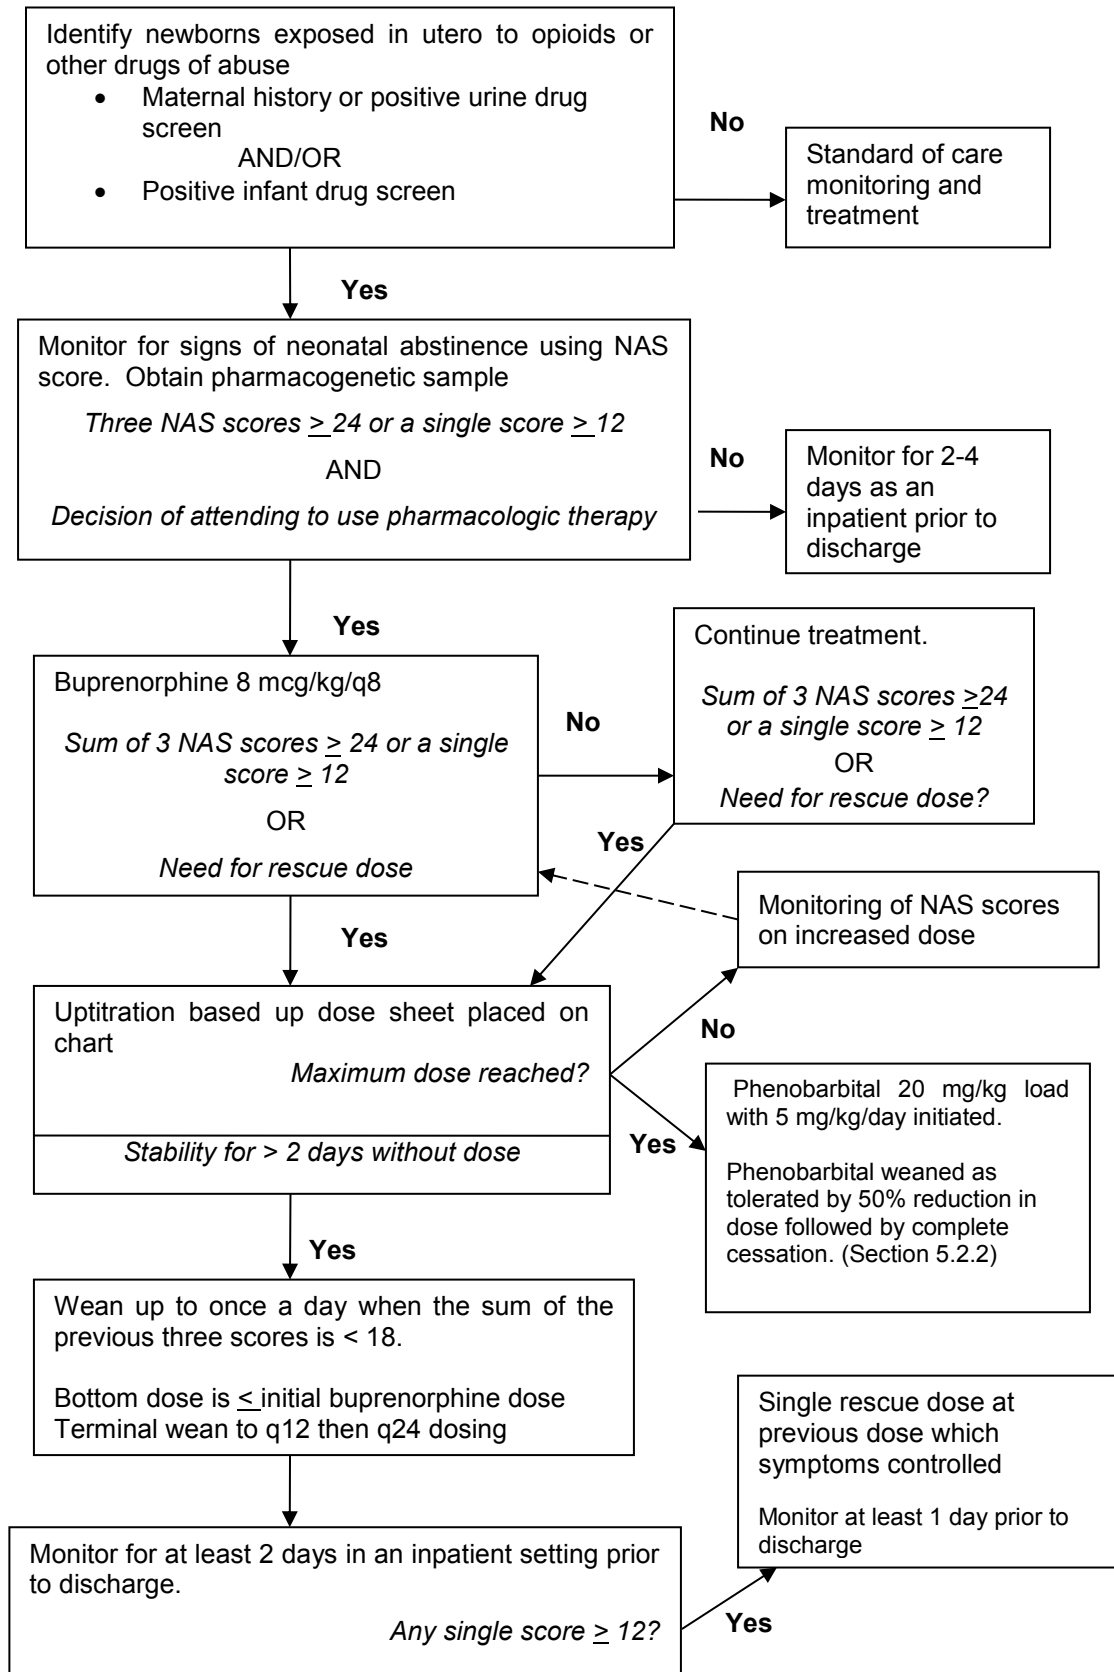 Identify newborns exposed in utero to opioids or
other drugs of abuse
• Maternal history or positive urine drug
screen
AND/OR
• Positive infant drug screen
No
Standard of care
monitoring and
treatment
Yes
Monitor for signs of neonatal abstinence using NAS
score. Obtain pharmacogenetic sample
Three NAS scores ≥ 24 or a single score ≥ 12
AND
Decision of attending to use pharmacologic therapy
No
Monitor for 2-4
days as an
inpatient prior to
discharge
Yes
Buprenorphine 8 mcg/kg/q8
Sum of 3 NAS scores ≥ 24 or a single
score ≥ 12
OR
Need for rescue dose
No
Continue treatment.
Sum of 3 NAS scores ≥24
or a single score ≥ 12
OR
Need for rescue dose?
Yes
Monitoring of NAS scores
on increased dose
Yes
Uptitration based up dose sheet placed on
chart
Maximum dose reached?
Stability for > 2 days without dose
No
Yes
Phenobarbital 20 mg/kg load
with 5 mg/kg/day initiated.
Phenobarbital weaned as
tolerated by 50% reduction in
dose followed by complete
cessation. (Section 5.2.2)
Yes
Wean up to once a day when the sum of the
previous three scores is < 18.
Bottom dose is ≤ initial buprenorphine dose
Terminal wean to q12 then q24 dosing
Single rescue dose at
previous dose which
symptoms controlled
Monitor at least 1 day prior to
discharge
Monitor for at least 2 days in an inpatient setting prior
to discharge.
Any single score ≥ 12?
Yes